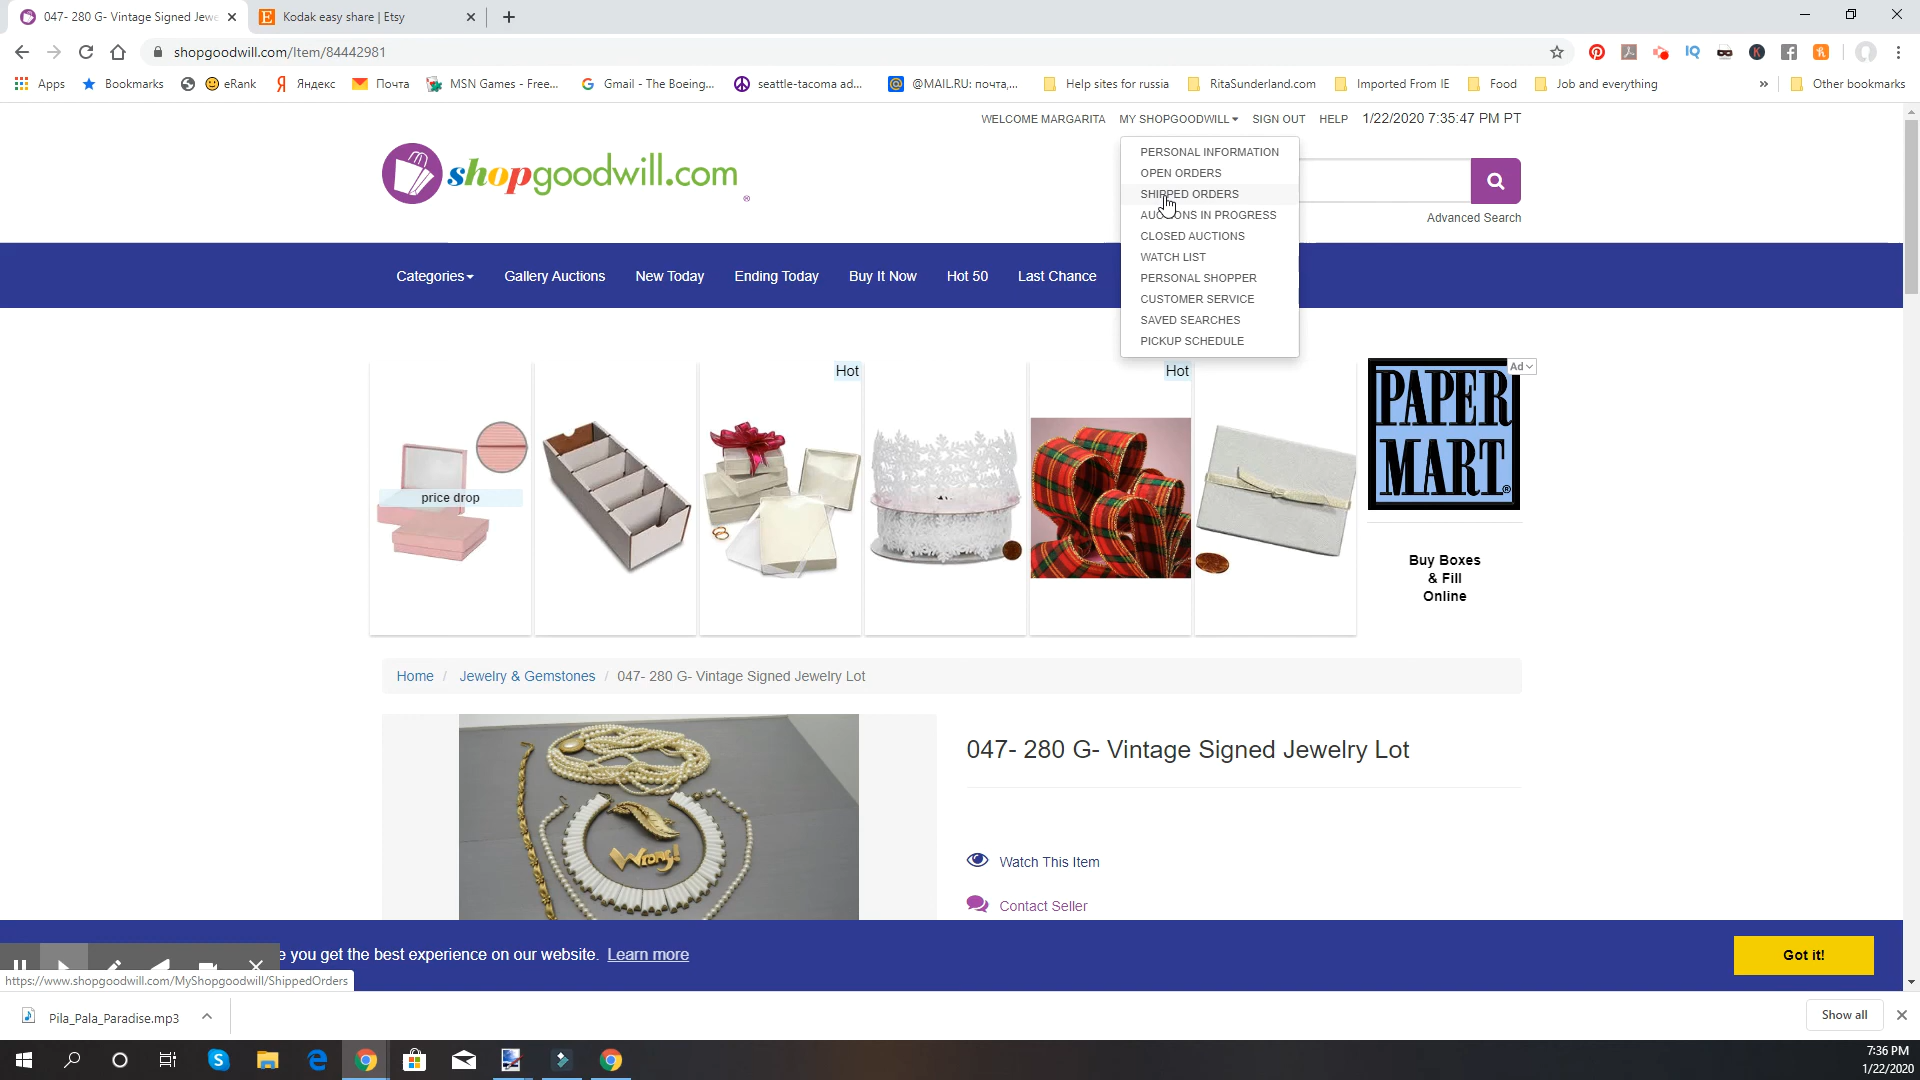 047- 280 G- Vintage Signed Jewe
Kodak easy share | Etsy
shopgoodwill.com/Item/84442981
Apps
Bookmarks
eRank
Яндекс
Почта
MSN Games - Free...
Gmail - The Boeing...
seattle-tacoma ad...
@MAIL.RU: почта,...
Help sites for russia
RitaSunderland.com
Imported From IE
Food
Job and everything
Other bookmarks
WELCOME MARGARITA
MY SHOPGOODWILL
SIGN OUT
HELP
1/22/2020 7:35:47 PM PT
shopgoodwill.com
PERSONAL INFORMATION
OPEN ORDERS
SHIPPED ORDERS
AUCTIONS IN PROGRESS
CLOSED AUCTIONS
WATCH LIST
PERSONAL SHOPPER
CUSTOMER SERVICE
SAVED SEARCHES
PICKUP SCHEDULE
Advanced Search
Categories
Gallery Auctions
New Today
Ending Today
Buy It Now
Hot 50
Last Chance
Hot
Hot
Ad
price drop
PAPER
MART
Buy Boxes
& Fill
Online
Home / Jewelry & Gemstones / 047- 280 G- Vintage Signed Jewelry Lot
Wrong!
047- 280 G- Vintage Signed Jewelry Lot
Watch This Item
Contact Seller
e you get the best experience on our website. Learn more
Got it!
https://www.shopgoodwill.com/MyShopgoodwill/ShippedOrders
Pila_Pala_Paradise.mp3
Show all
7:36 PM
1/22/2020